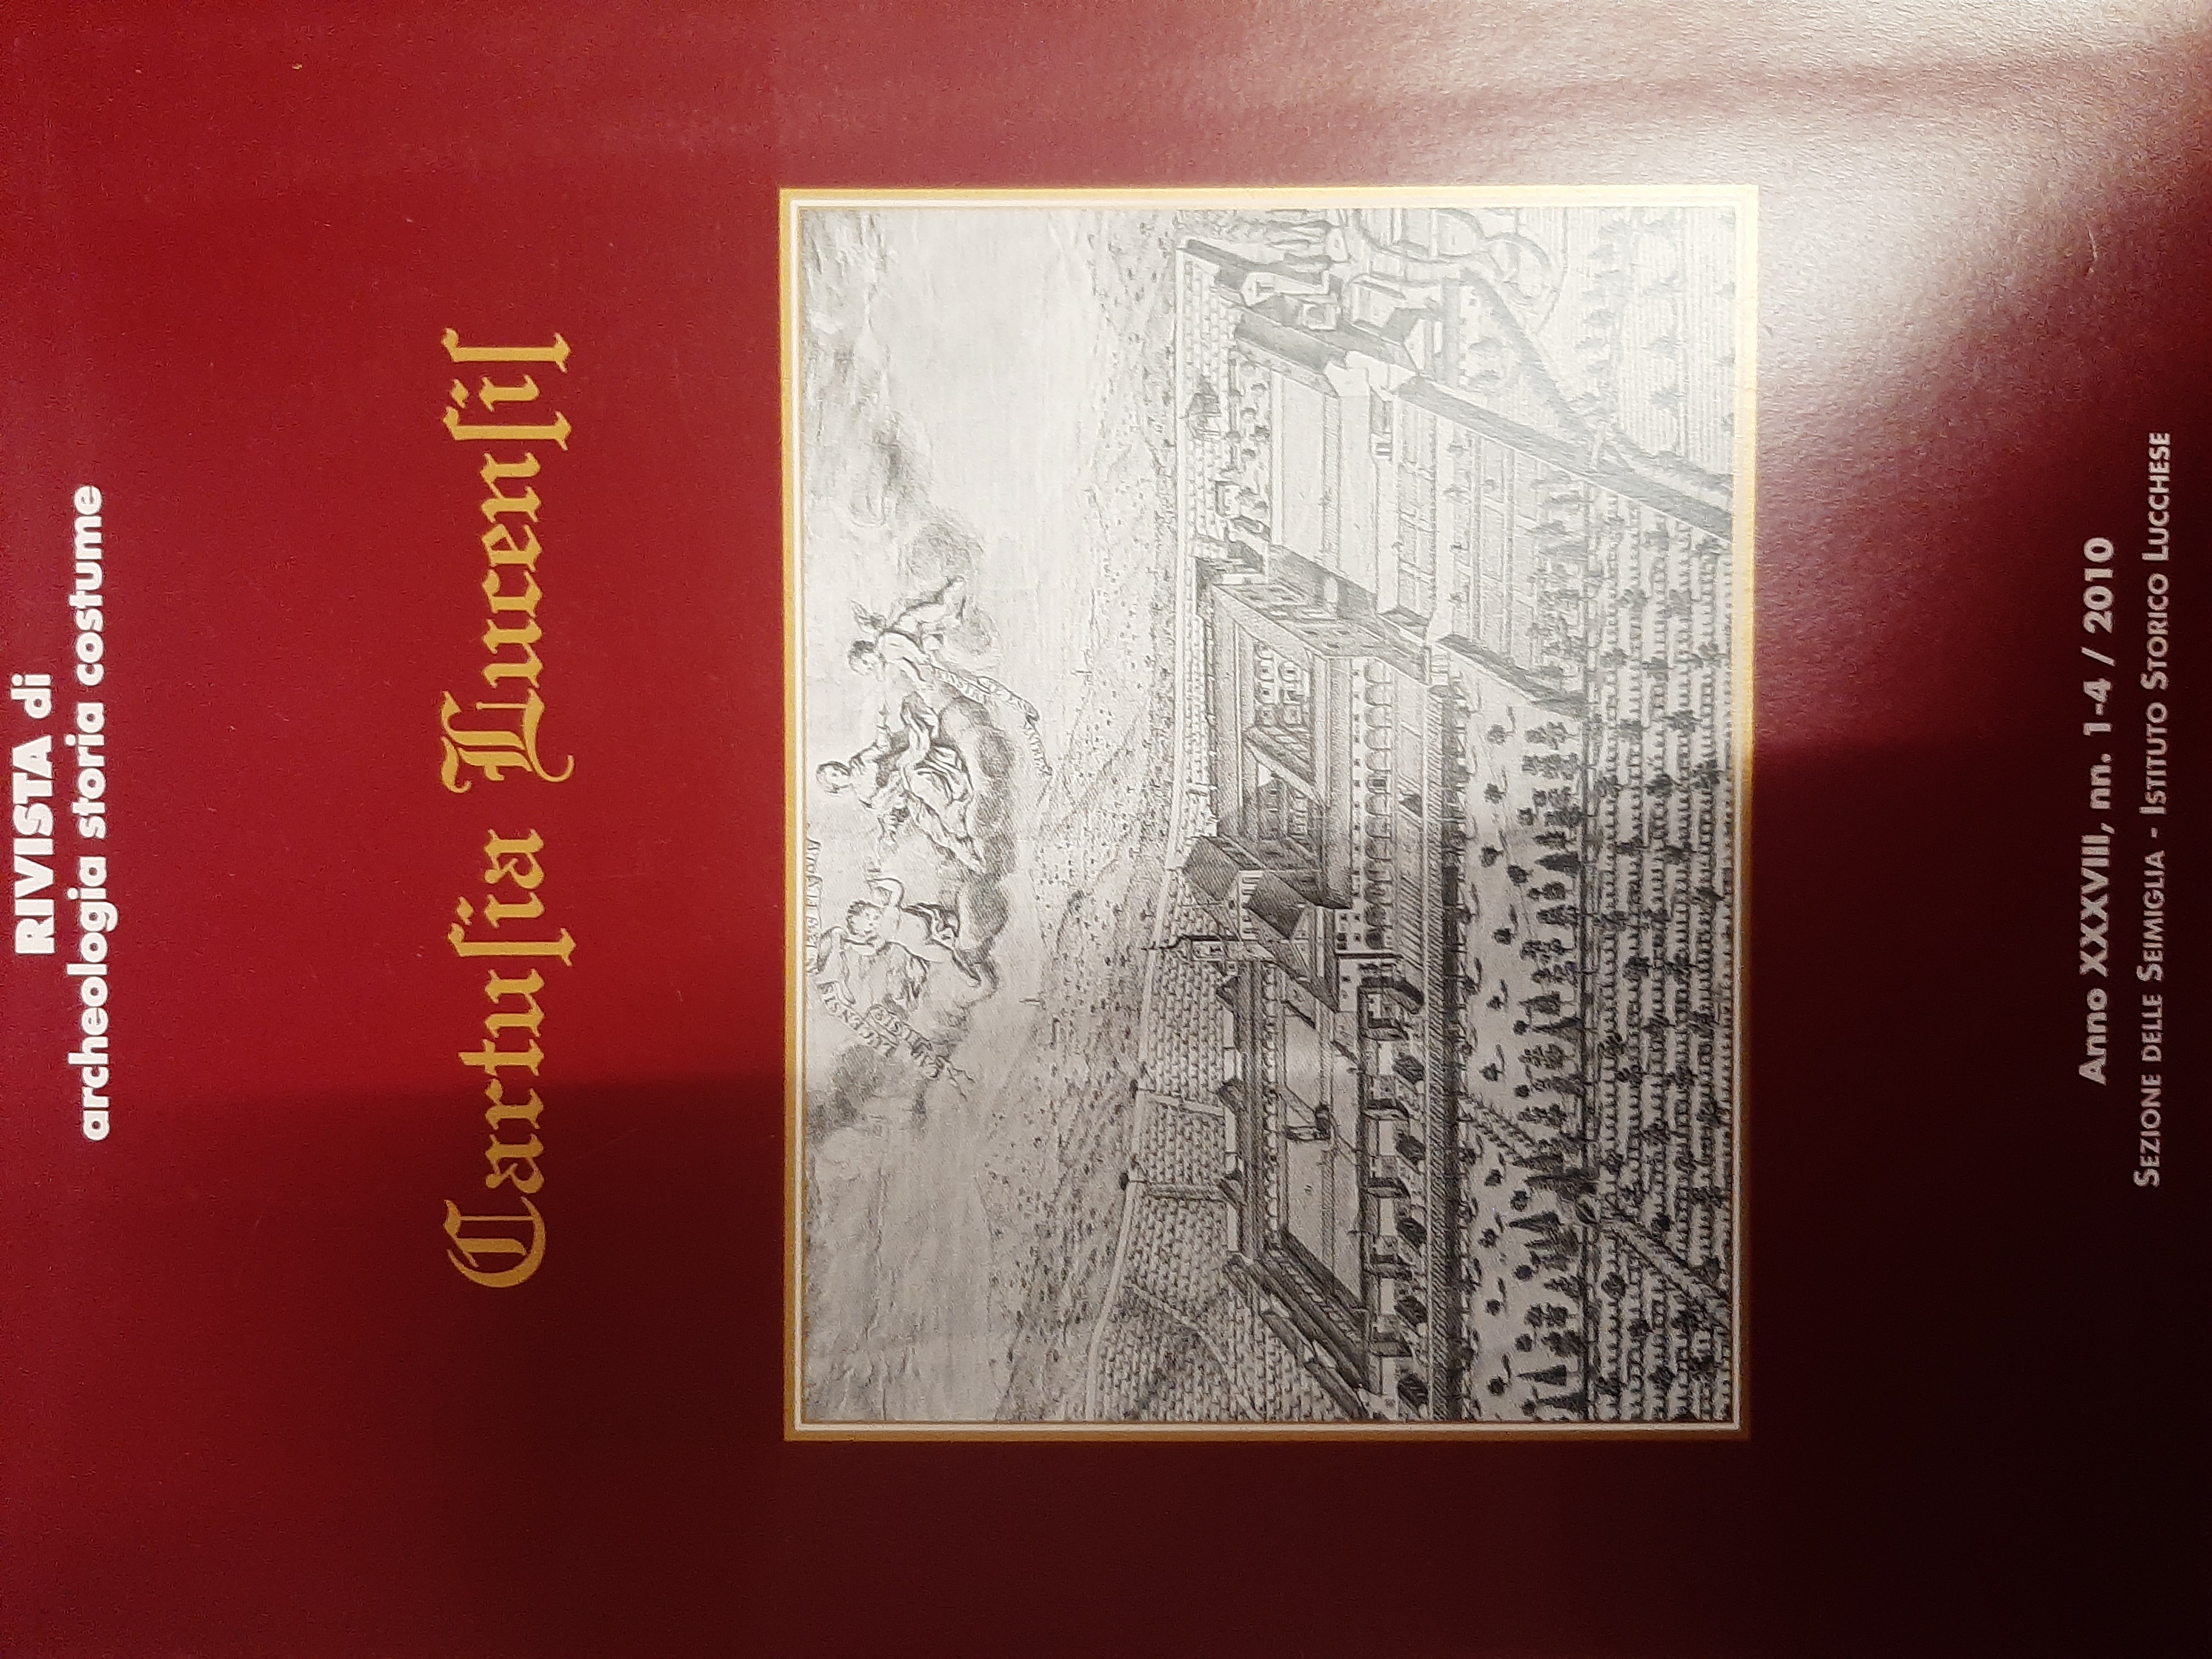 RIVISTA di
archeologia storia costume
Cartuſia Lucenſiſ
LUCENSIS
Anno XXXVIII, nn. 1-4 / 2010
SEZIONE DELLE SEIMIGLIA - ISTITUTO STORICO LUCCHESE